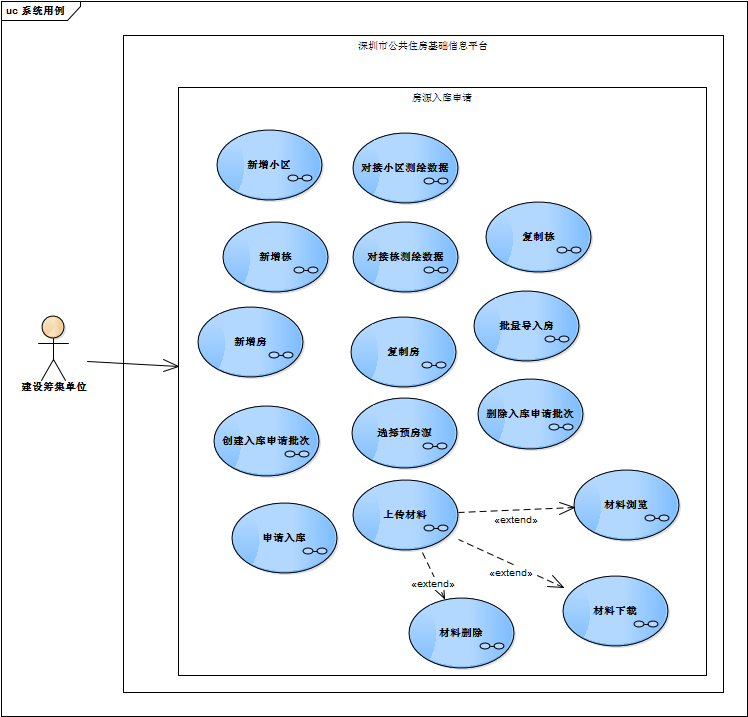 uc 系统用例
深圳市公共住房基础信息平台
房源入库申请
新增小区
对接小区测绘数据
复制栋
新增栋
对接栋测绘数据
批量导入房
新增房
复制房
建设筹集单位
删除入库申请批次
创建入库申请批次
选择预房源
材料浏览
上传材料
«extend»
申请入库
«extend»
«extend»
材料下载
材料删除